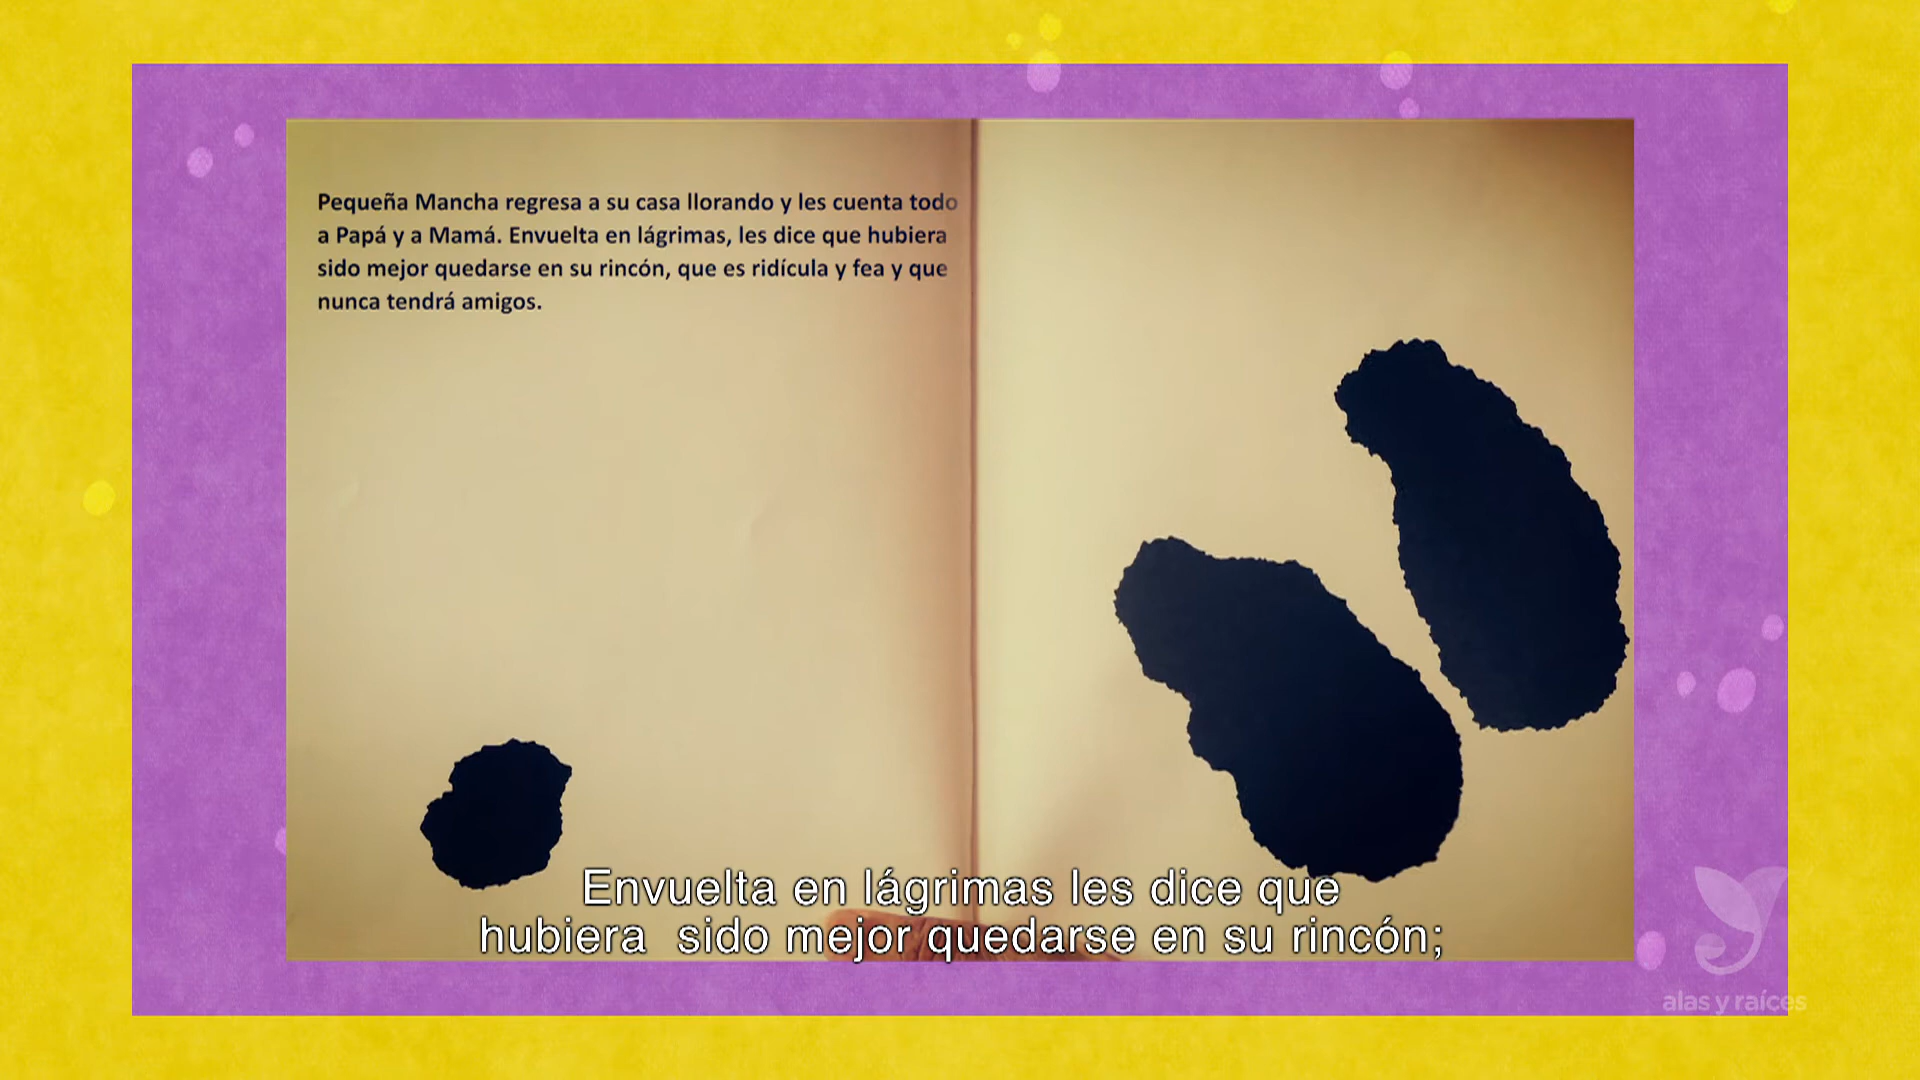 Pequeña Mancha regresa a su casa llorando y les cuenta todo
a Papá y a Mamá. Envuelta en lágrimas, les dice que hubiera
sido mejor quedarse en su rincón, que es ridícula y fea y que
nunca tendrá amigos.
Envuelta en lágrimas les dice que
hubiera  sido mejor quedarse en su rincón;
alas y raíces